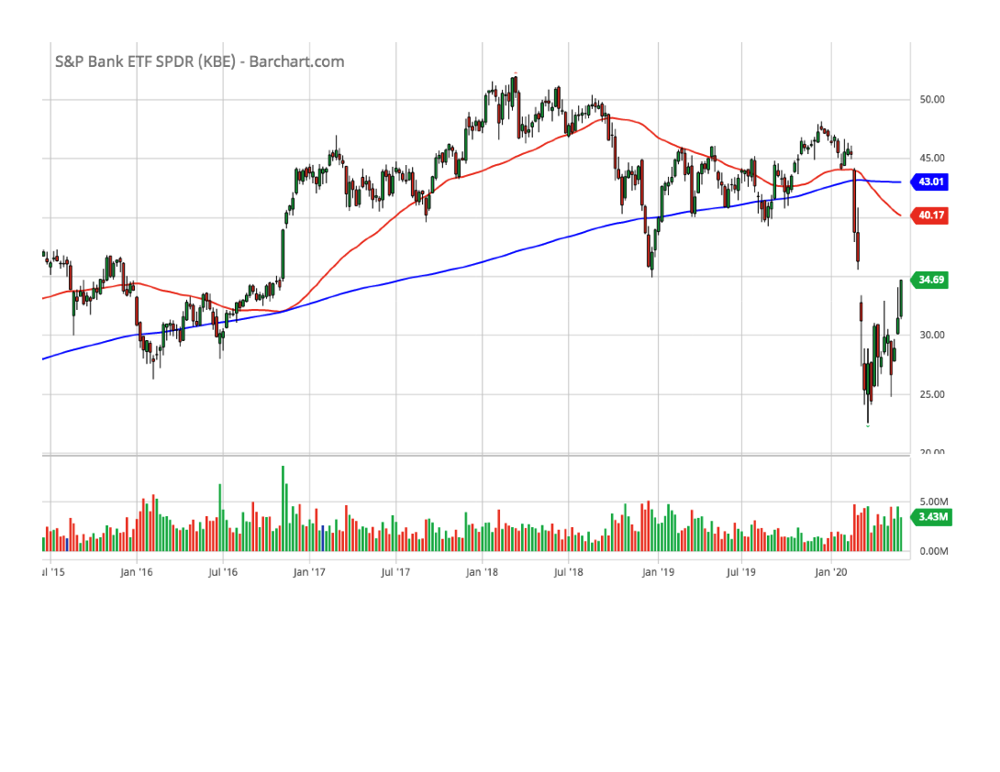 S&P Bank ETF SPDR (KBE) - Barchart.com
50.00
45.00
43.01
40.17
34.69
30.00
25.00
20.00
5.00M
3.43M
0.00M
Jan '16 Jul '16 Jan '17 Jul '17 Jan '18 Jul '18 Jan '19 Jul '19 Jan '20